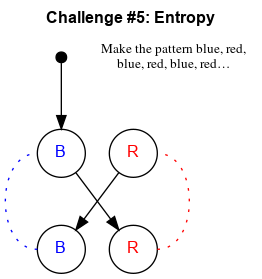 Challenge #5: Entropy
Make the pattern blue, red,
blue, red, blue, red…
B R
B R